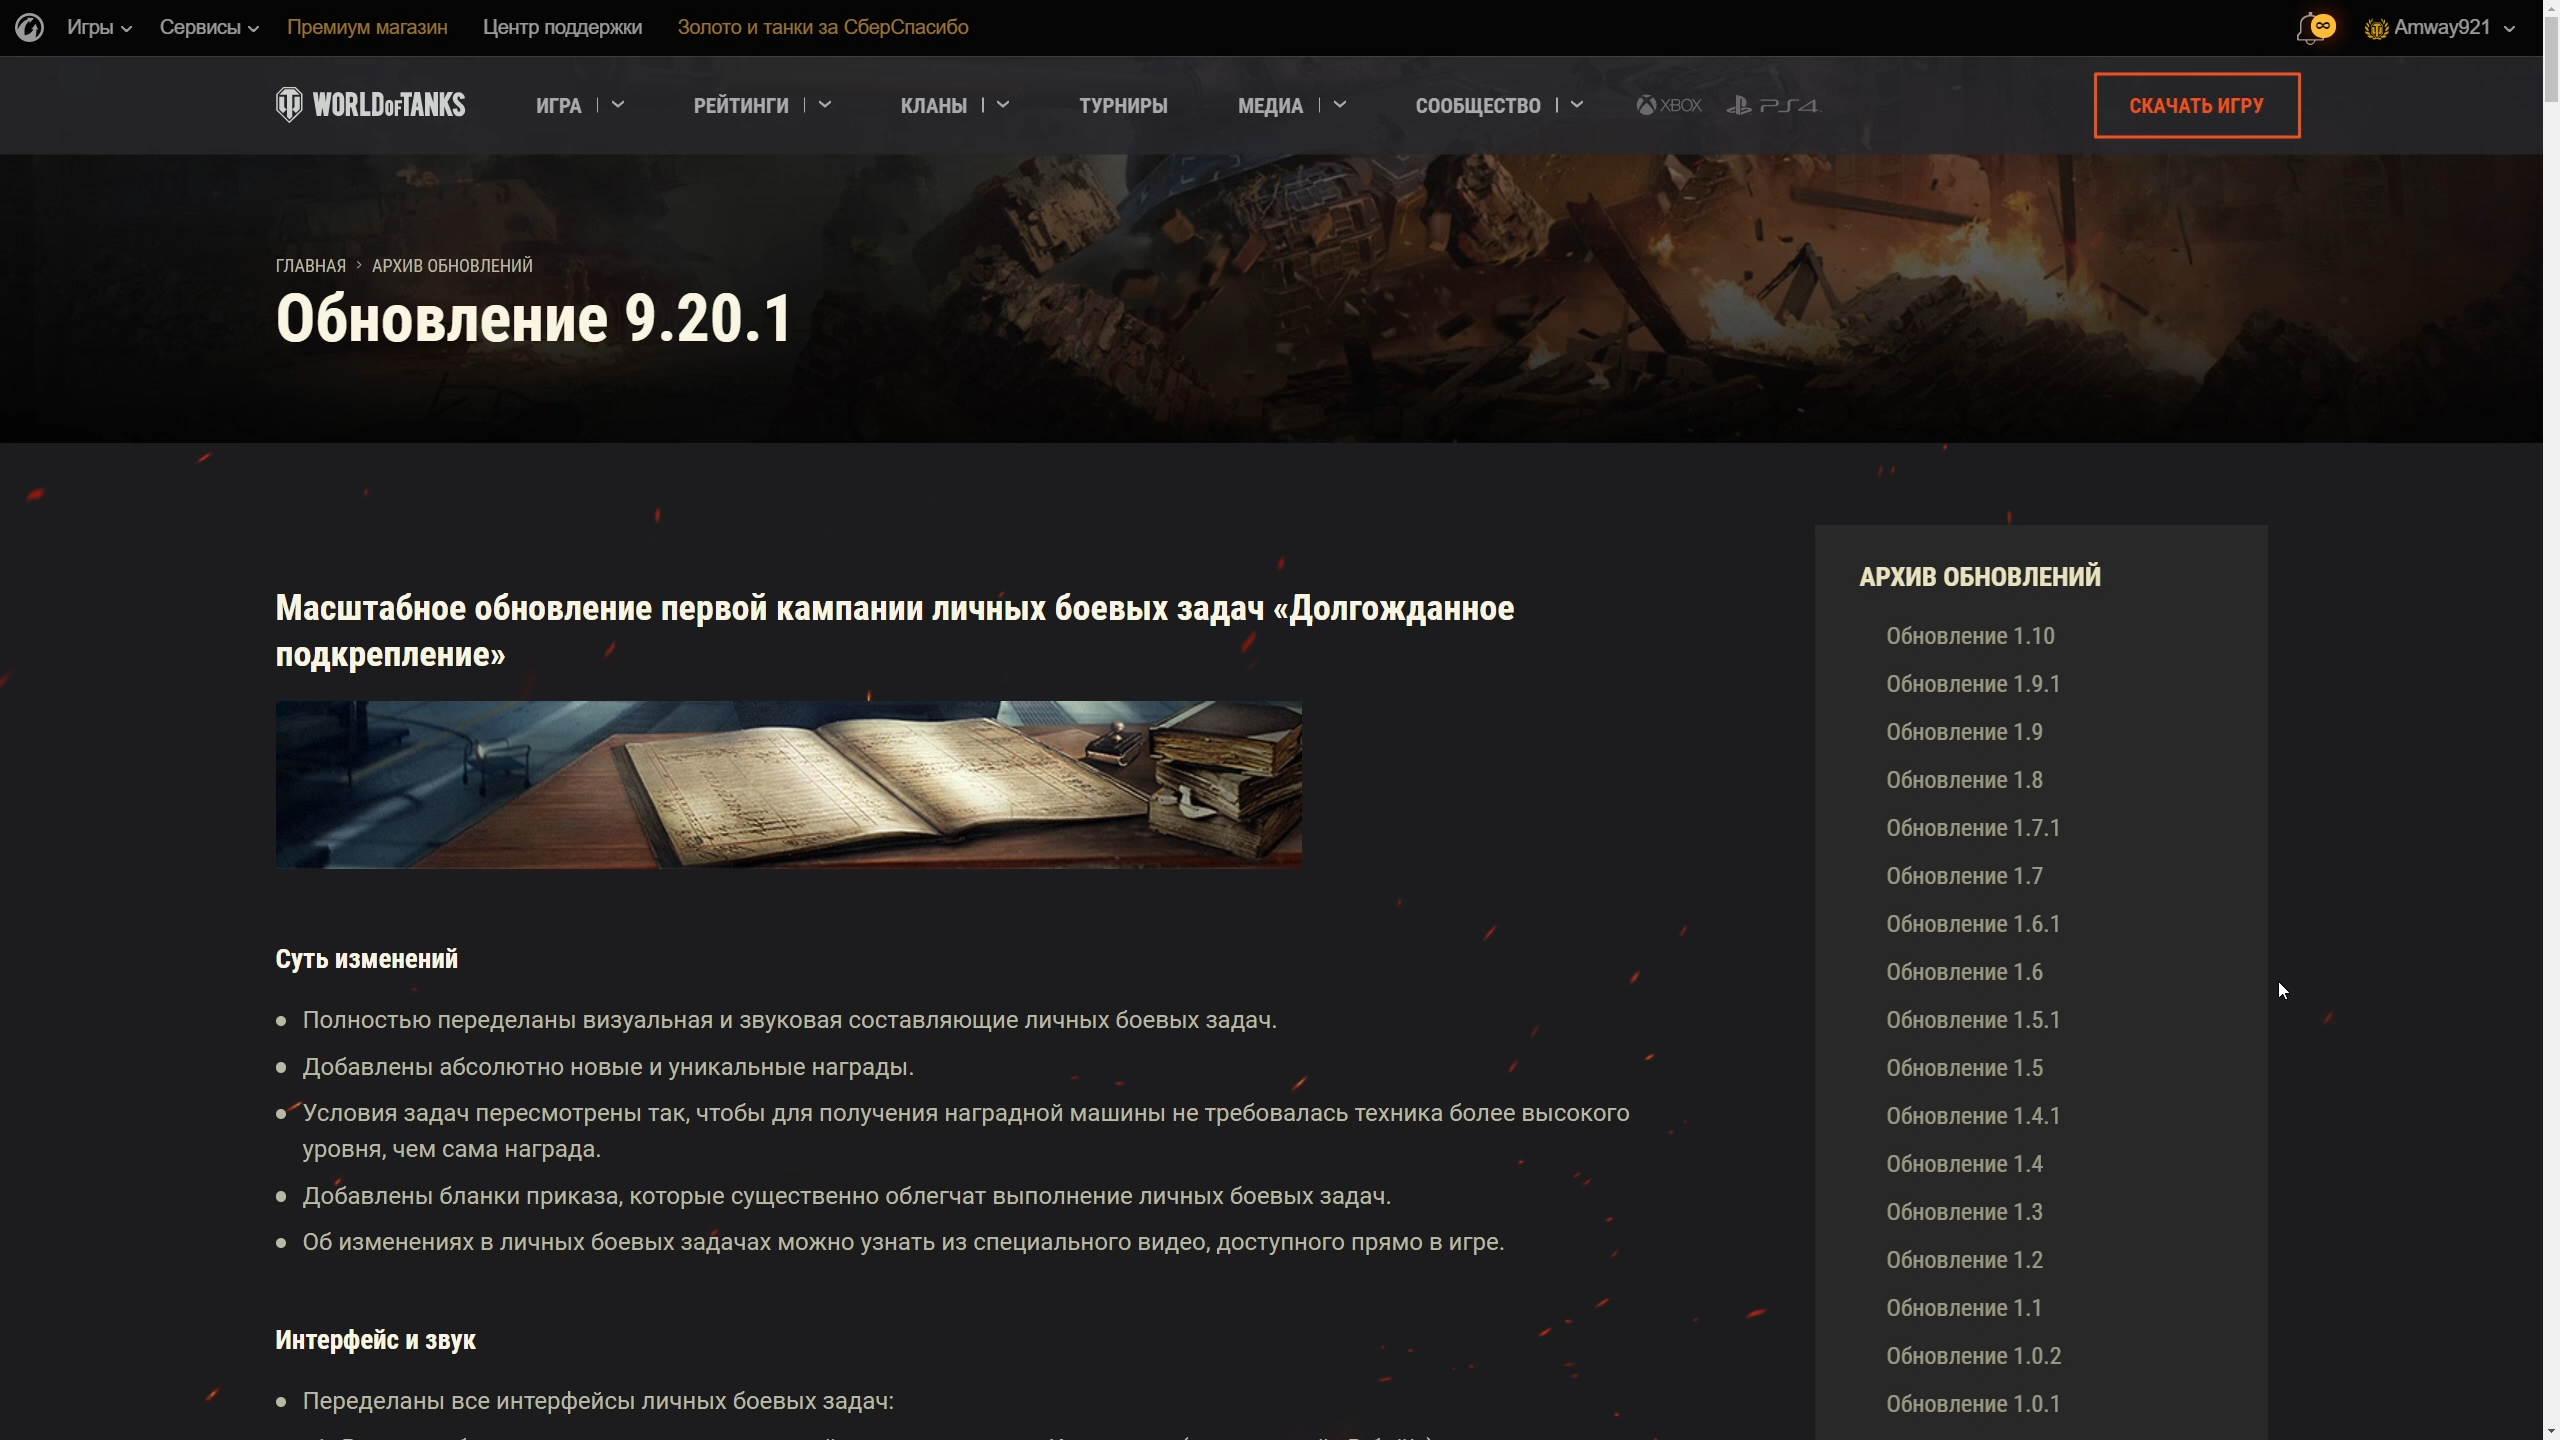 Игры Сервисы Премиум магазин Центр поддержки Золото и танки за СберСпасибо Amway921
WORLD OF TANKS ИГРА РЕЙТИНГИ КЛАНЫ ТУРНИРЫ МЕДИА СООБЩЕСТВО XBOX PS4 СКАЧАТЬ ИГРУ
ГЛАВНАЯ › АРХИВ ОБНОВЛЕНИЙ
Обновление 9.20.1
Масштабное обновление первой кампании личных боевых задач «Долгожданное
подкрепление»
Суть изменений
Полностью переделаны визуальная и звуковая составляющие личных боевых задач.
Добавлены абсолютно новые и уникальные награды.
Условия задач пересмотрены так, чтобы для получения наградной машины не требовалась техника более высокого
уровня, чем сама награда.
Добавлены бланки приказа, которые существенно облегчат выполнение личных боевых задач.
Об изменениях в личных боевых задачах можно узнать из специального видео, доступного прямо в игре.
Интерфейс и звук
Переделаны все интерфейсы личных боевых задач:
АРХИВ ОБНОВЛЕНИЙ
Обновление 1.10
Обновление 1.9.1
Обновление 1.9
Обновление 1.8
Обновление 1.7.1
Обновление 1.7
Обновление 1.6.1
Обновление 1.6
Обновление 1.5.1
Обновление 1.5
Обновление 1.4.1
Обновление 1.4
Обновление 1.3
Обновление 1.2
Обновление 1.1
Обновление 1.0.2
Обновление 1.0.1